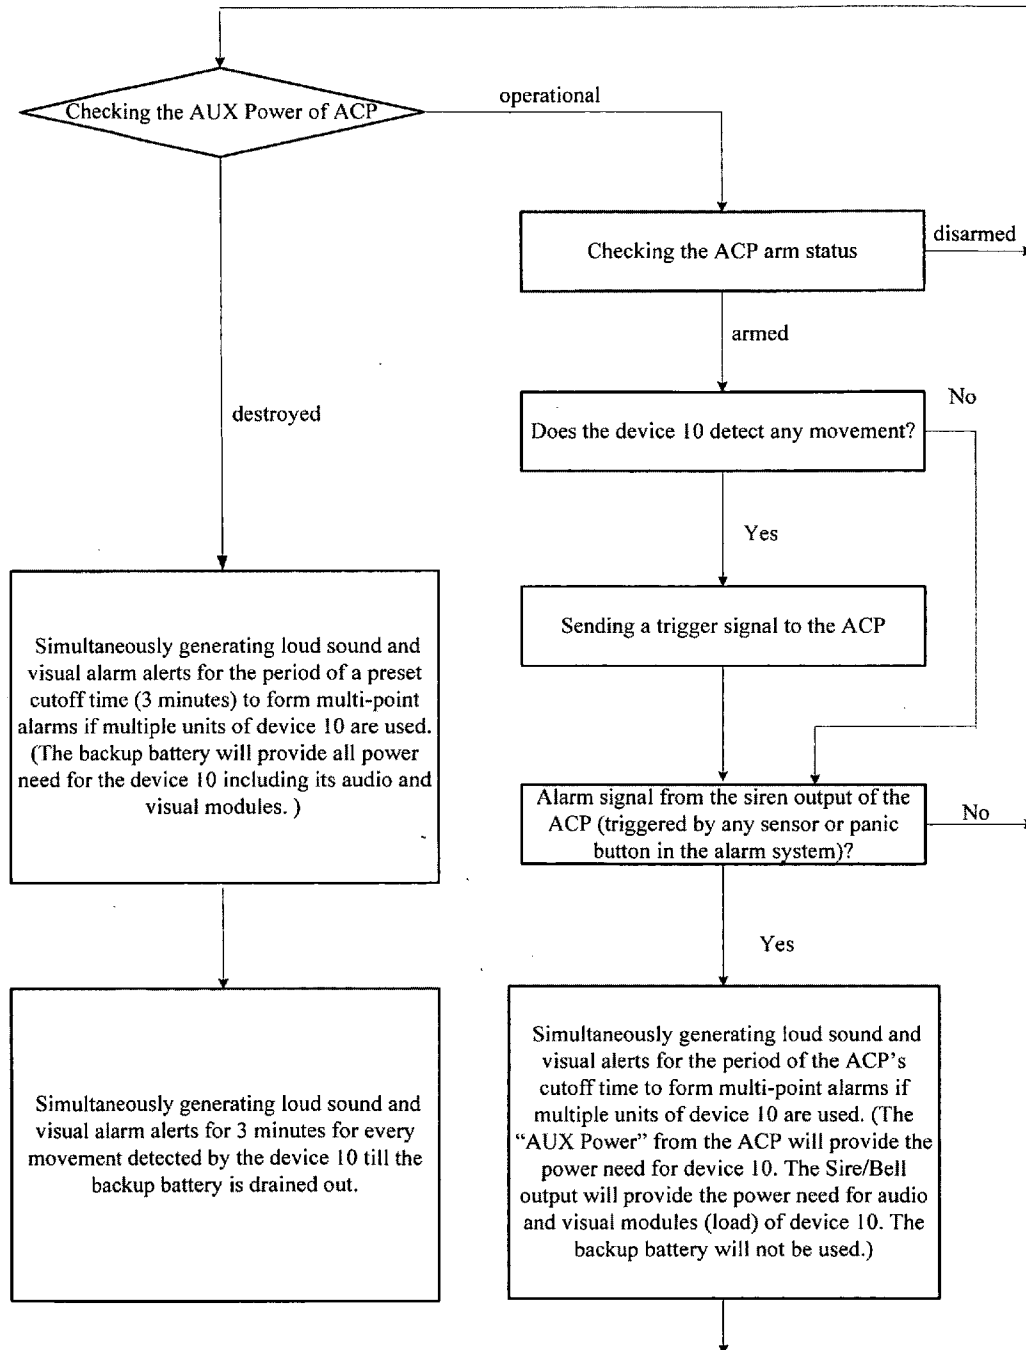 Checking the AUX Power of ACP
operational
Checking the ACP arm status
disarmed
armed
No
destroyed
Does the device 10 detect any movement?
Yes
Sending a trigger signal to the ACP
Simultaneously generating loud sound and
visual alarm alerts for the period of a preset
cutoff time (3 minutes) to form multi-point
alarms if multiple units of device 10 are used.
(The backup battery will provide all power
need for the device 10 including its audio and
visual modules. )
Alarm signal from the siren output of the
ACP (triggered by any sensor or panic
button in the alarm system)?
No
Yes
Simultaneously generating loud sound and
visual alarm alerts for 3 minutes for every
movement detected by the device 10 till the
backup battery is drained out.
Simultaneously generating loud sound and
visual alerts for the period of the ACP's
cutoff time to form multi-point alarms if
multiple units of device 10 are used. (The
“AUX Power” from the ACP will provide the
power need for device 10. The Sire/Bell
output will provide the power need for audio
and visual modules (load) of device 10. The
backup battery will not be used.)